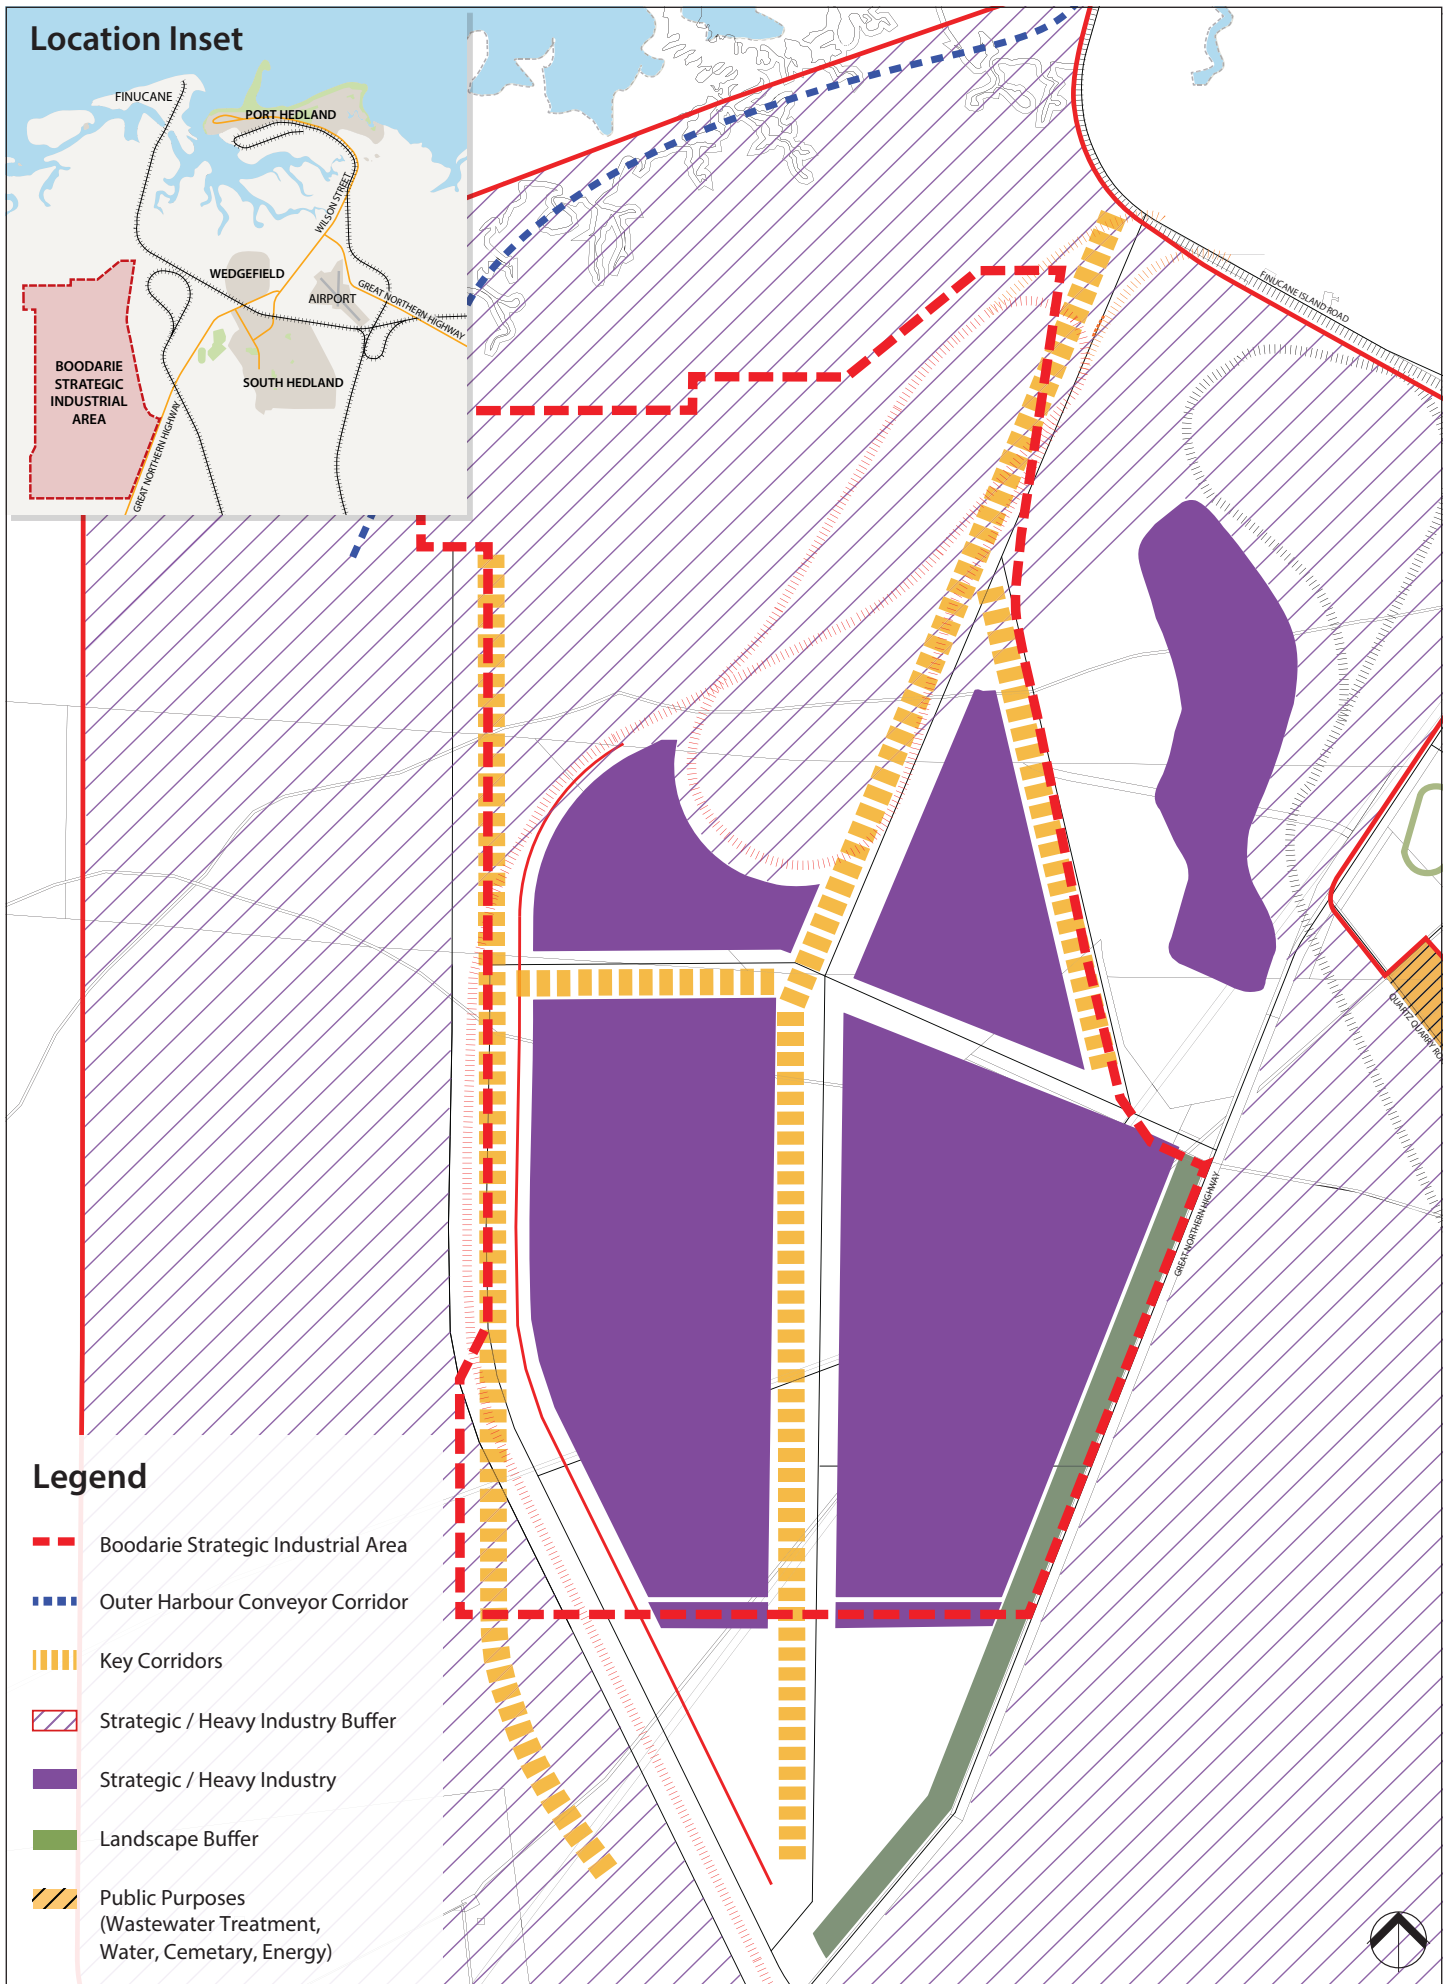 Location Inset
FINUCANE
PORT HEDLAND
WILSON STREET
WEDGEFIELD
AIRPORT
GREAT NORTHERN HIGHWAY
BOODARIE
STRATEGIC
INDUSTRIAL
AREA
SOUTH HEDLAND
GREAT NORTHERN HIGHWAY
FINUCANE ISLAND ROAD
QUARTZ QUARRY
GREAT NORTHERN HIGHWAY
Legend
Boodarie Strategic Industrial Area
Outer Harbour Conveyor Corridor
Key Corridors
Strategic / Heavy Industry Buffer
Strategic / Heavy Industry
Landscape Buffer
Public Purposes
(Wastewater Treatment,
Water, Cemetary, Energy)